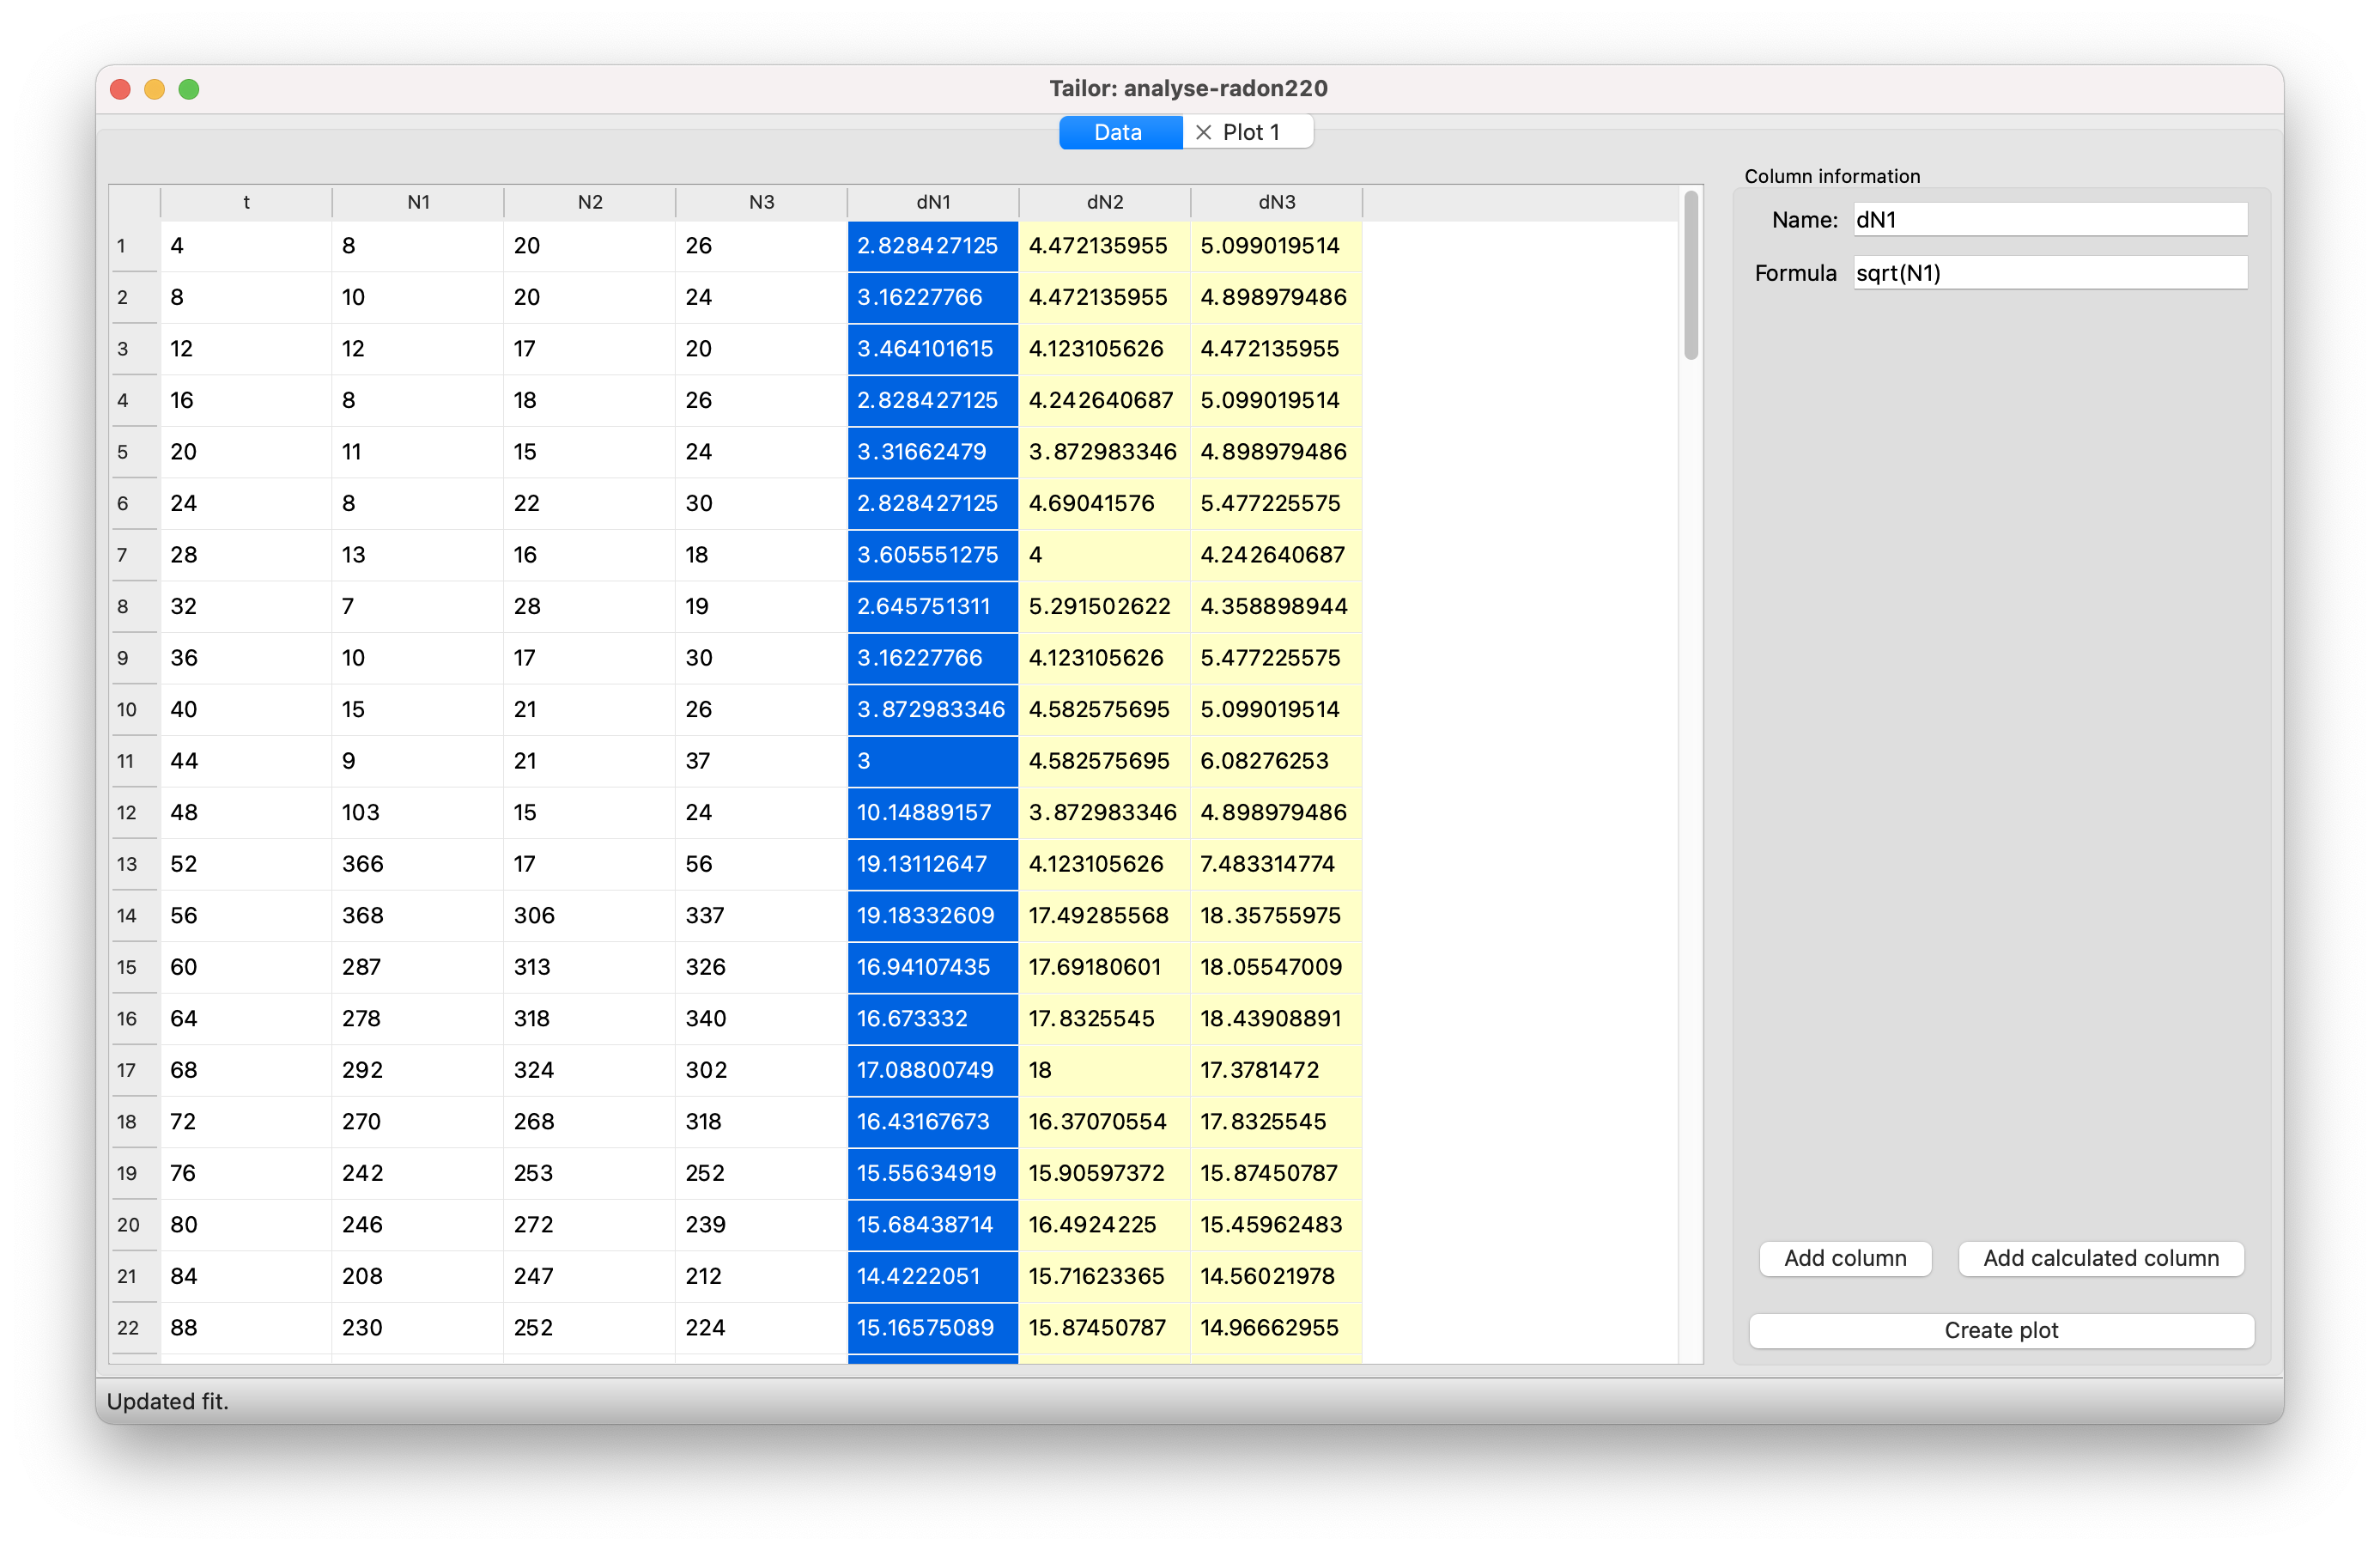 Tailor: analyse-radon220
Data × Plot 1
t N1 N2 N3 dN1 dN2 dN3
1 4 8 20 26 2.828427125 4.472135955 5.099019514
2 8 10 20 24 3.16227766 4.472135955 4.898979486
3 12 12 17 20 3.464101615 4.123105626 4.472135955
4 16 8 18 26 2.828427125 4.242640687 5.099019514
5 20 11 15 24 3.31662479 3.872983346 4.898979486
6 24 8 22 30 2.828427125 4.69041576 5.477225575
7 28 13 16 18 3.605551275 4 4.242640687
8 32 7 28 19 2.645751311 5.291502622 4.358898944
9 36 10 17 30 3.16227766 4.123105626 5.477225575
10 40 15 21 26 3.872983346 4.582575695 5.099019514
11 44 9 21 37 3 4.582575695 6.08276253
12 48 103 15 24 10.14889157 3.872983346 4.898979486
13 52 366 17 56 19.13112647 4.123105626 7.483314774
14 56 368 306 337 19.18332609 17.49285568 18.35755975
15 60 287 313 326 16.94107435 17.69180601 18.05547009
16 64 278 318 340 16.673332 17.8325545 18.43908891
17 68 292 324 302 17.08800749 18 17.3781472
18 72 270 268 318 16.43167673 16.37070554 17.8325545
19 76 242 253 252 15.55634919 15.90597372 15.87450787
20 80 246 272 239 15.68438714 16.4924225 15.45962483
21 84 208 247 212 14.4222051 15.71623365 14.56021978
22 88 230 252 224 15.16575089 15.87450787 14.96662955
Column information
Name: dN1
Formula sqrt(N1)
Add column Add calculated column
Create plot
Updated fit.